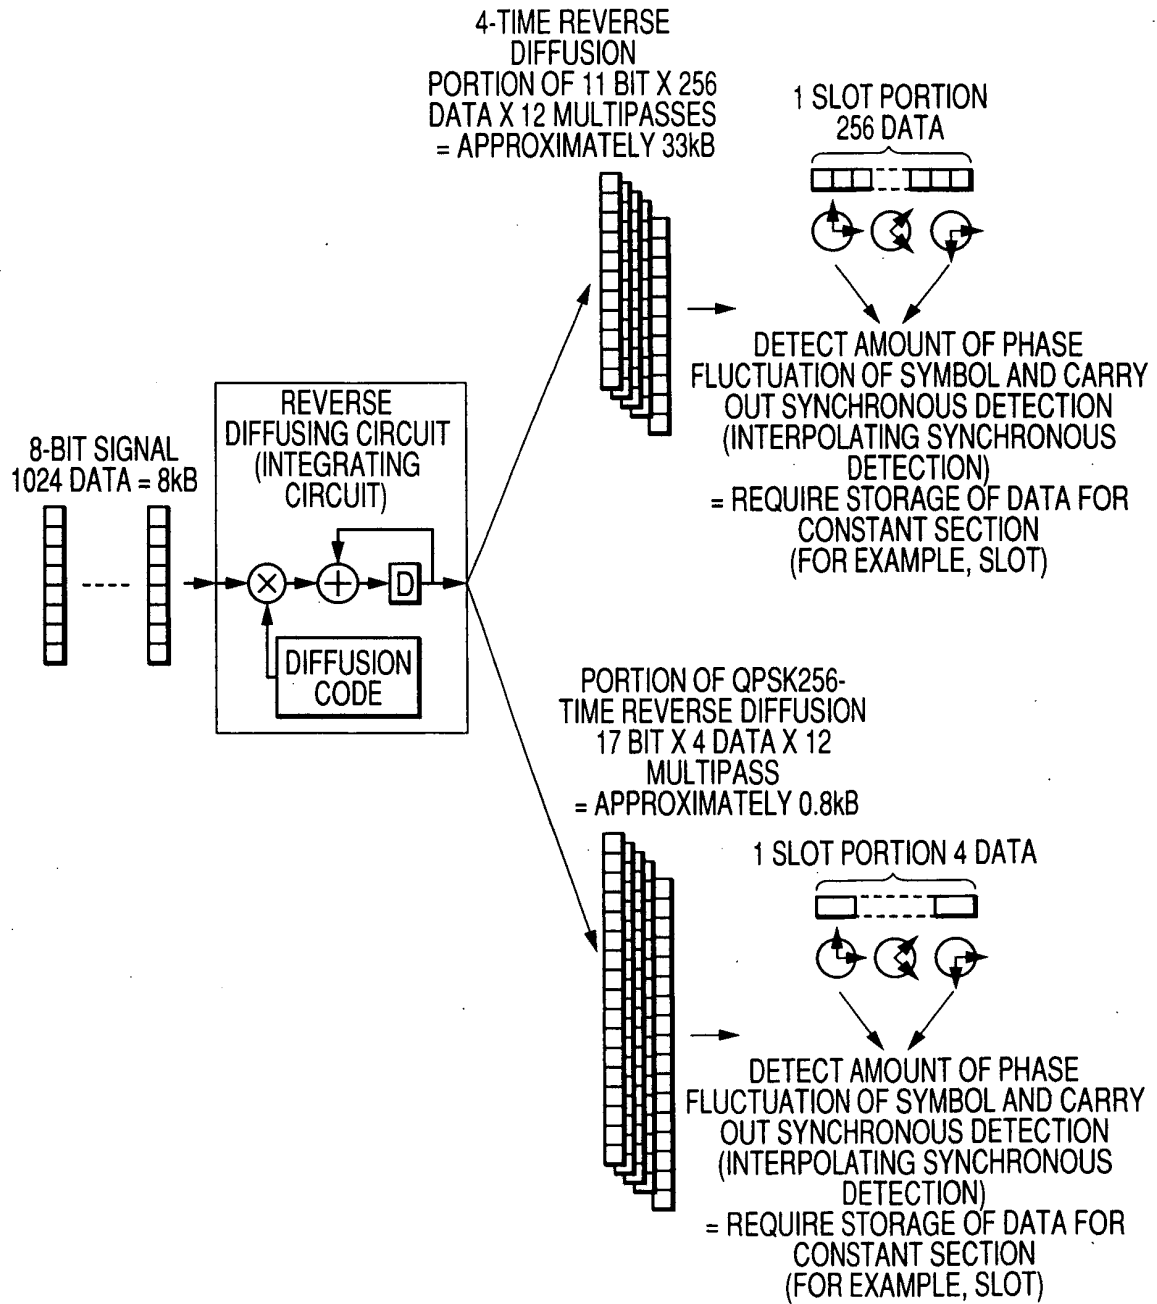 4-TIME REVERSE
DIFFUSION
PORTION OF 11 BIT X 256
DATA X 12 MULTIPASSES
= APPROXIMATELY 33kB
1 SLOT PORTION
256 DATA
DETECT AMOUNT OF PHASE
FLUCTUATION OF SYMBOL AND CARRY
OUT SYNCHRONOUS DETECTION
(INTERPOLATING SYNCHRONOUS
DETECTION)
= REQUIRE STORAGE OF DATA FOR
CONSTANT SECTION
(FOR EXAMPLE, SLOT)
8-BIT SIGNAL
1024 DATA = 8kB
REVERSE
DIFFUSING CIRCUIT
(INTEGRATING
CIRCUIT)
D
DIFFUSION
CODE
PORTION OF QPSK256-
TIME REVERSE DIFFUSION
17 BIT X 4 DATA X 12
MULTIPASS
= APPROXIMATELY 0.8kB
1 SLOT PORTION 4 DATA
DETECT AMOUNT OF PHASE
FLUCTUATION OF SYMBOL AND CARRY
OUT SYNCHRONOUS DETECTION
(INTERPOLATING SYNCHRONOUS
DETECTION)
= REQUIRE STORAGE OF DATA FOR
CONSTANT SECTION
(FOR EXAMPLE, SLOT)